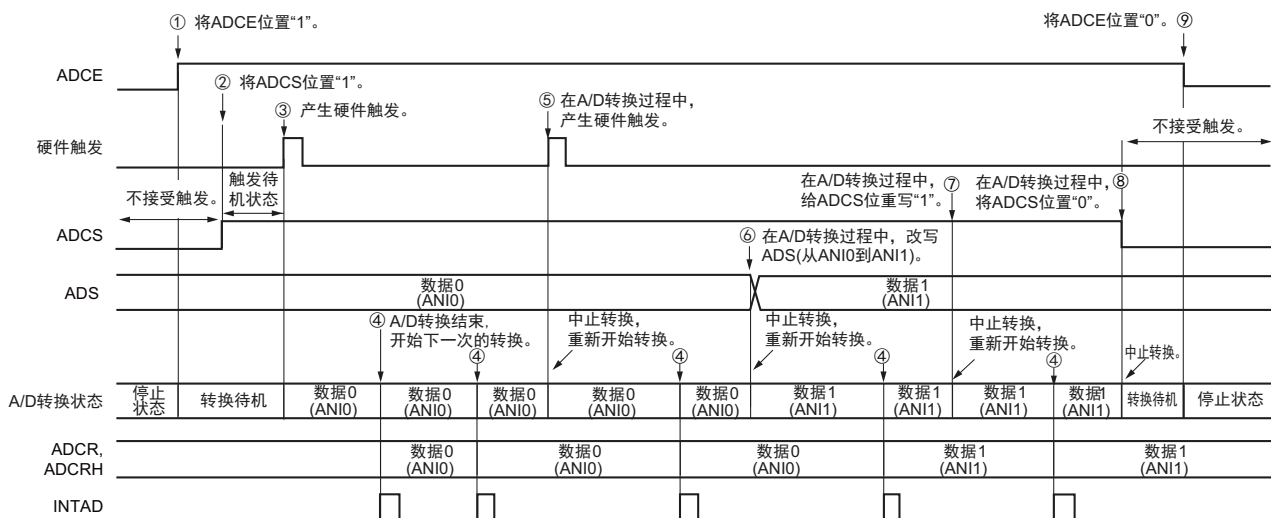 ① 将ADCE位置“1”。
将ADCE位置“0”。⑨
ADCE
② 将ADCS位置“1”。
③ 产生硬件触发。
⑤ 在A/D转换过程中,
产生硬件触发。
不接受触发。
硬件触发
触发待
机状态
不接受触发。
在A/D转换过程中, ⑦
给ADCS位重写“1”。
在A/D转换过程中, ⑧
将ADCS位置“0”。
ADCS
⑥ 在A/D转换过程中，改写
ADS(从ANI0到ANI1)。
ADS
数据0
(ANI0)
数据1
(ANI1)
④ A/D转换结束,
开始下一次的转换。
④
中止转换，
重新开始转换。
④
中止转换，
重新开始转换。
④
中止转换，
重新开始转换。
④
中止转换。
A/D转换状态
停止
状态
转换待机
数据0
(ANI0)
数据0
(ANI0)
数据0
(ANI0)
数据0
(ANI0)
数据0
(ANI0)
数据1
(ANI1)
数据1
(ANI1)
数据1
(ANI1)
数据1
(ANI1)
转换待机
停止状态
ADCR,
ADCRH
数据0
(ANI0)
数据0
(ANI0)
数据0
(ANI0)
数据1
(ANI1)
数据1
(ANI1)
INTAD